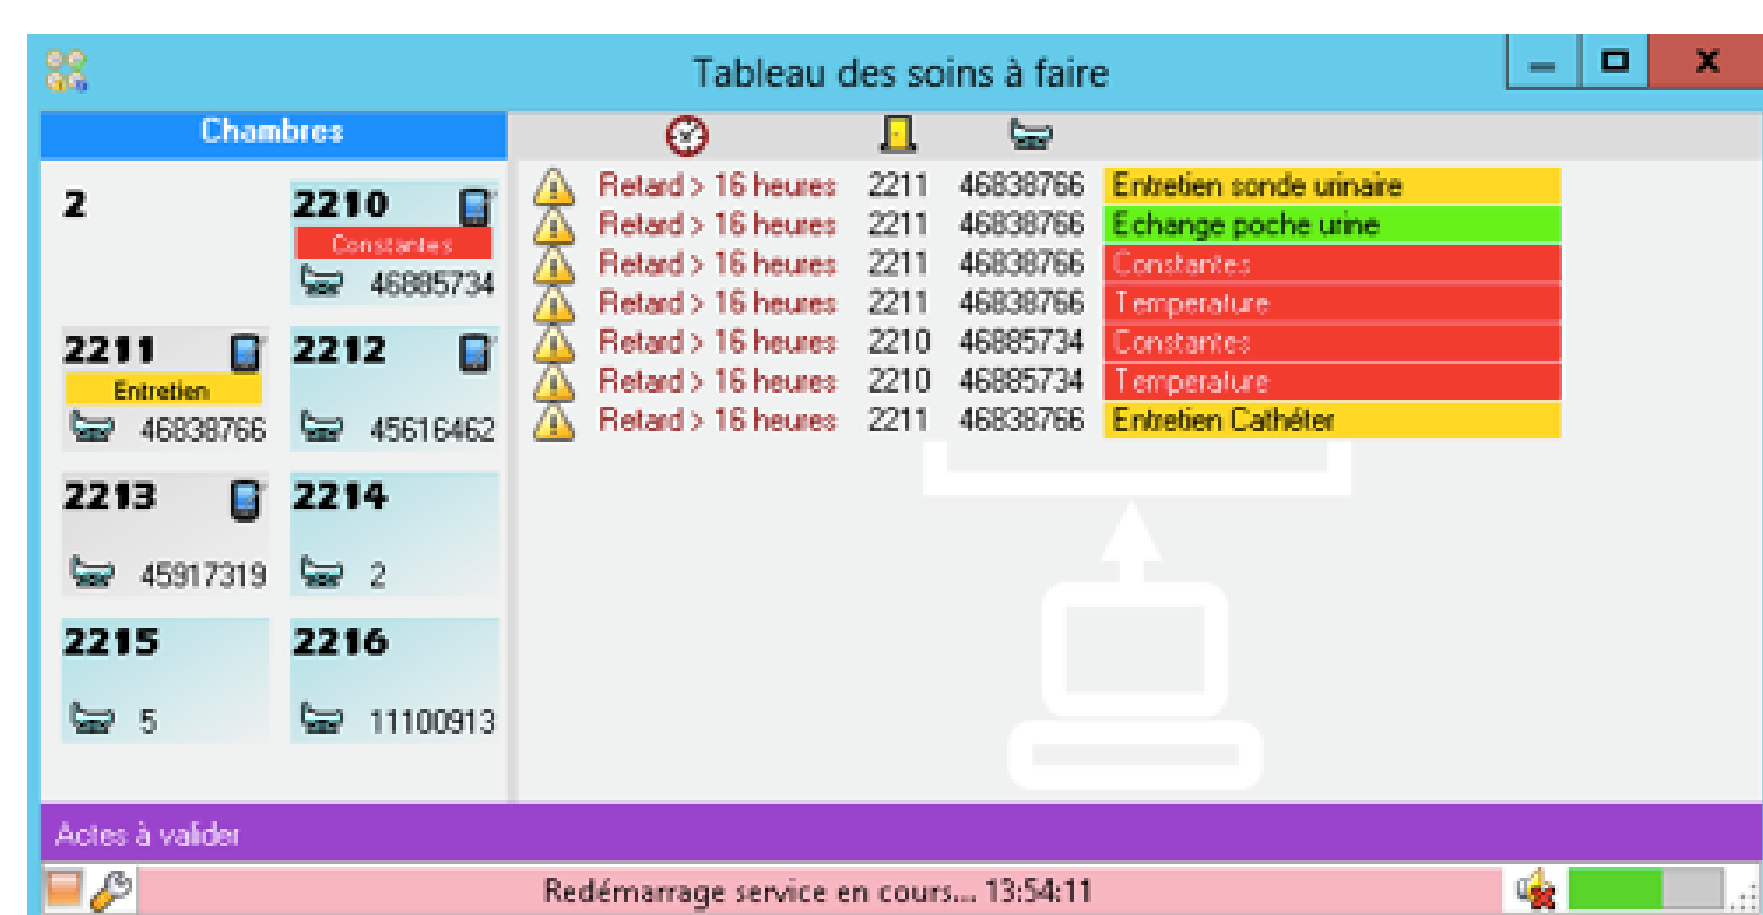 Tableau des soins à faire
Chambres
2
2210
Constantes
46885734
2211
Entretien
46838766
2212
45616462
2213
45917319
2214
2
2215
5
2216
11100913
Retard > 16 heures 2211 46838766 Entretien sonde urinaire
Retard > 16 heures 2211 46838766 Echange poche urine
Retard > 16 heures 2211 46838766 Constantes
Retard > 16 heures 2211 46838766 Temperature
Retard > 16 heures 2210 46885734 Constantes
Retard > 16 heures 2210 46885734 Temperature
Retard > 16 heures 2211 46838766 Entretien Cathéter
Actes à valider
Redémarrage service en cours... 13:54:11